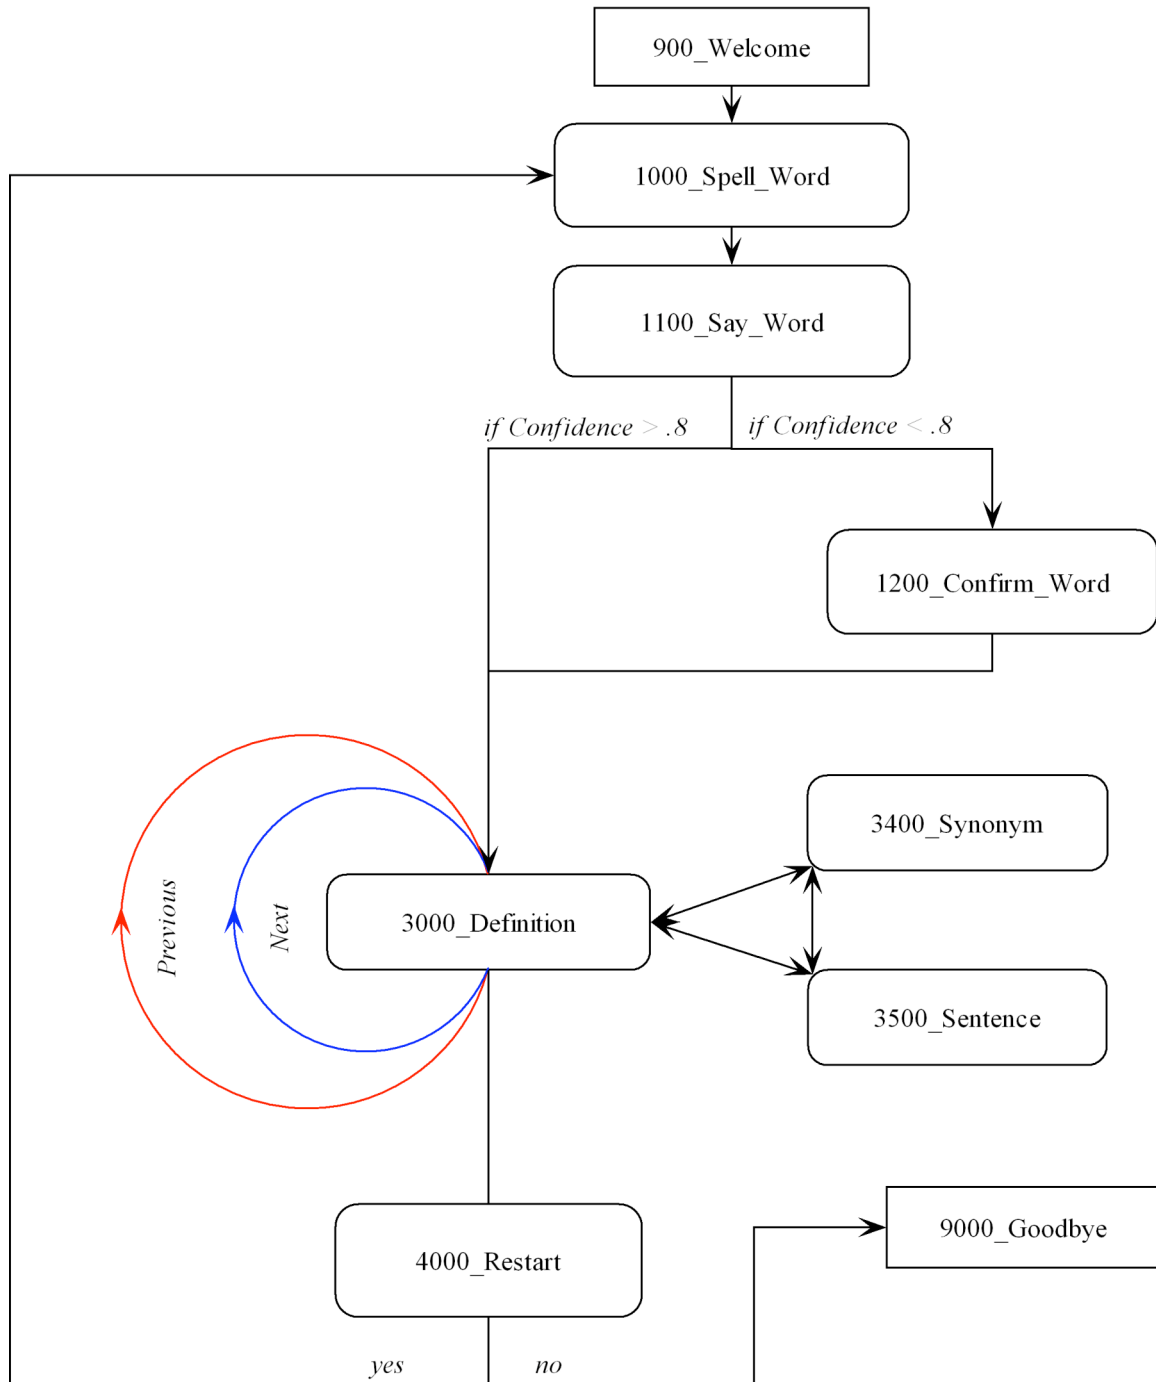 900_Welcome
1000_Spell_Word
1100_Say_Word
if Confidence > .8
if Confidence < .8
1200_Confirm_Word
3400_Synonym
Previous
Next
3000_Definition
3500_Sentence
9000_Goodbye
4000_Restart
yes
no